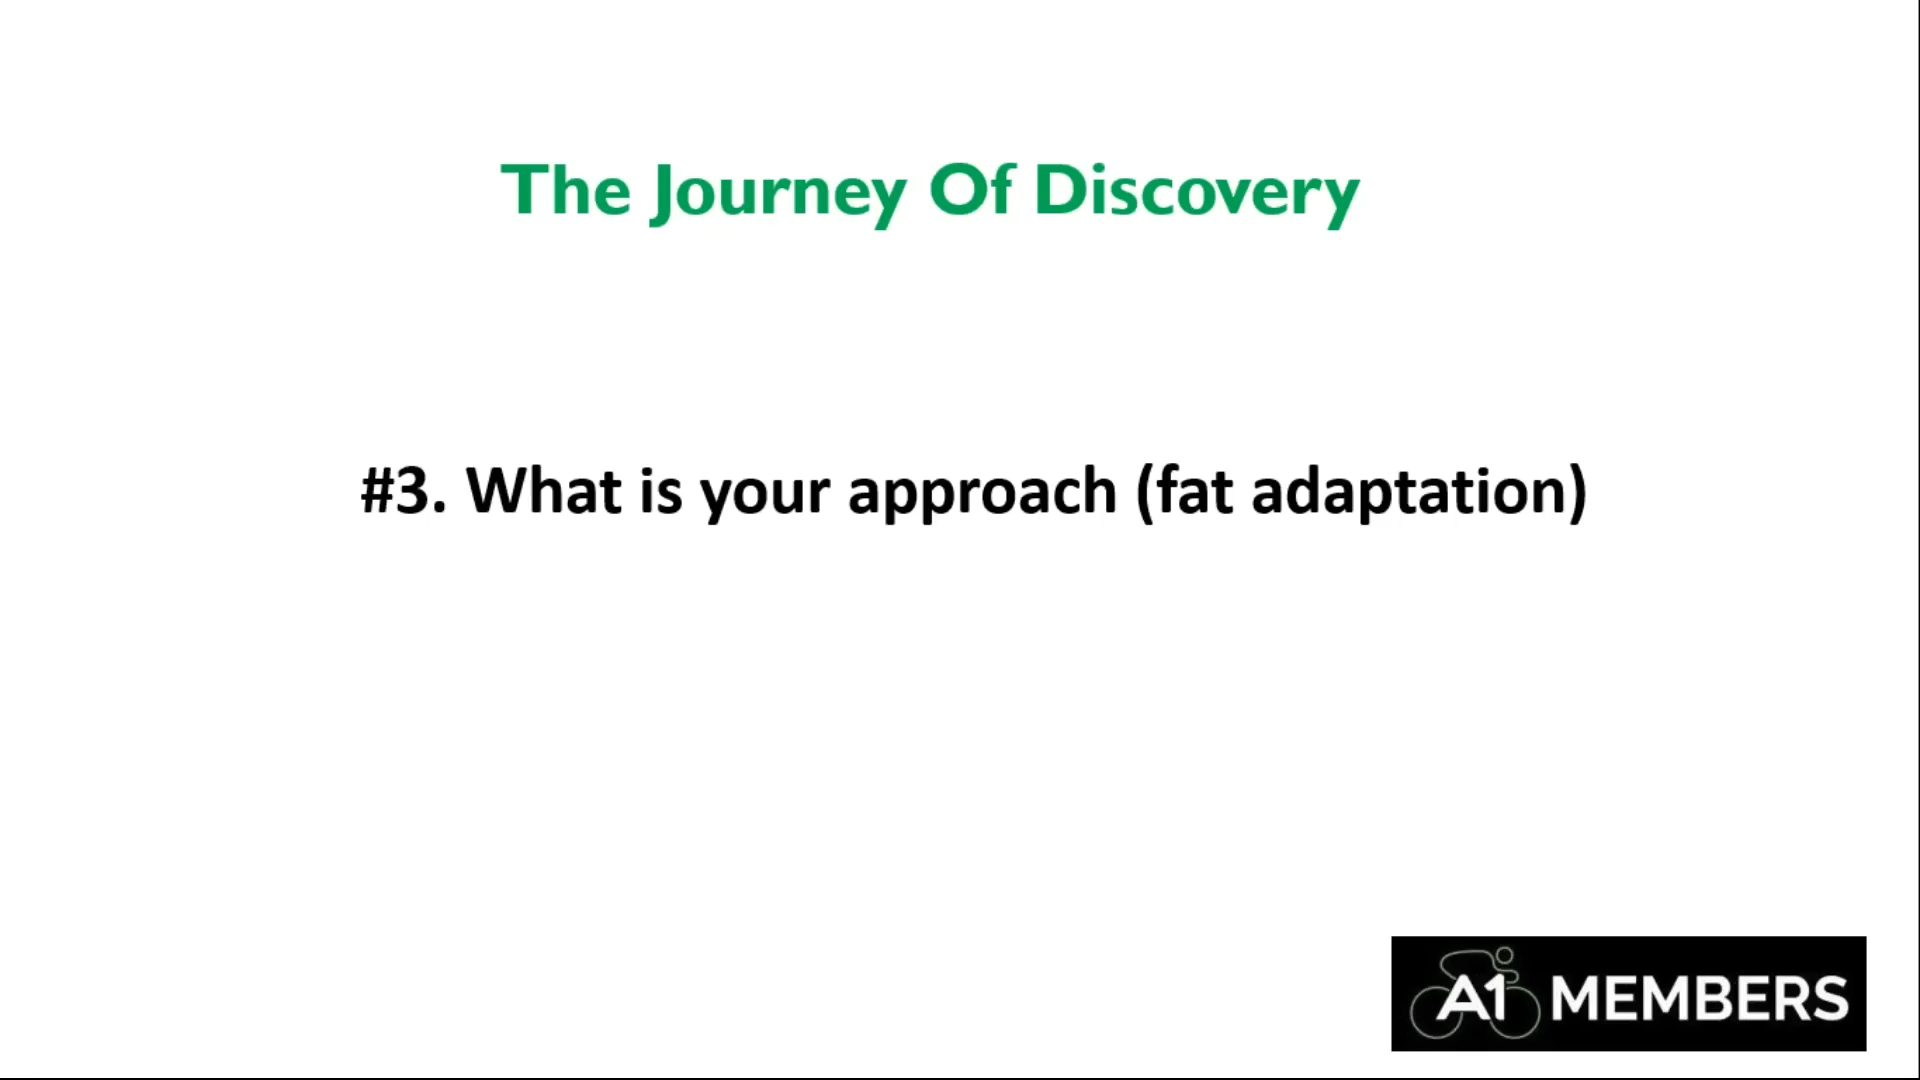 The Journey Of Discovery
#3. What is your approach (fat adaptation)
A1 MEMBERS